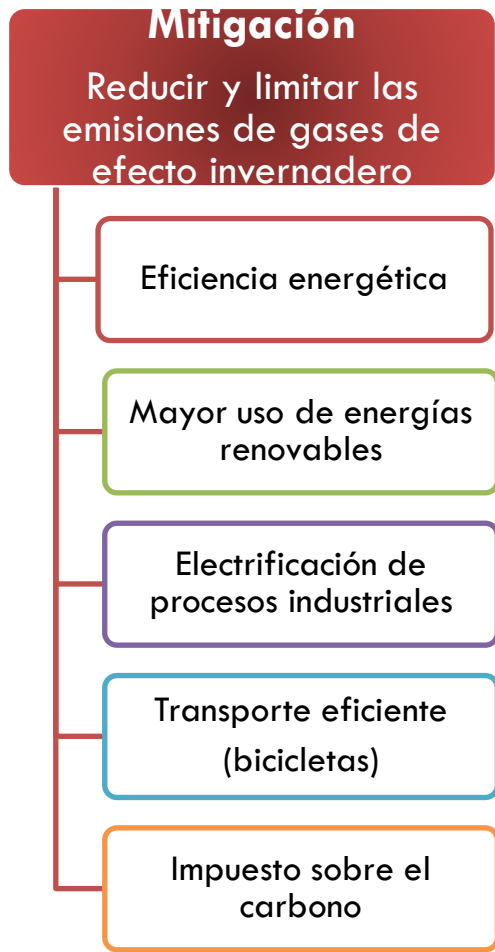 Mitigación
Reducir y limitar las
emisiones de gases de
efecto invernadero
Eficiencia energética
Mayor uso de energías
renovables
Electrificación de
procesos industriales
Transporte eficiente
(bicicletas)
Impuesto sobre el
carbono